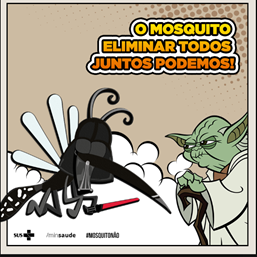 O MOSQUITO
ELIMINAR TODOS
JUNTOS PODEMOS!
SUS
/minsaude
#MOSQUITONÃO